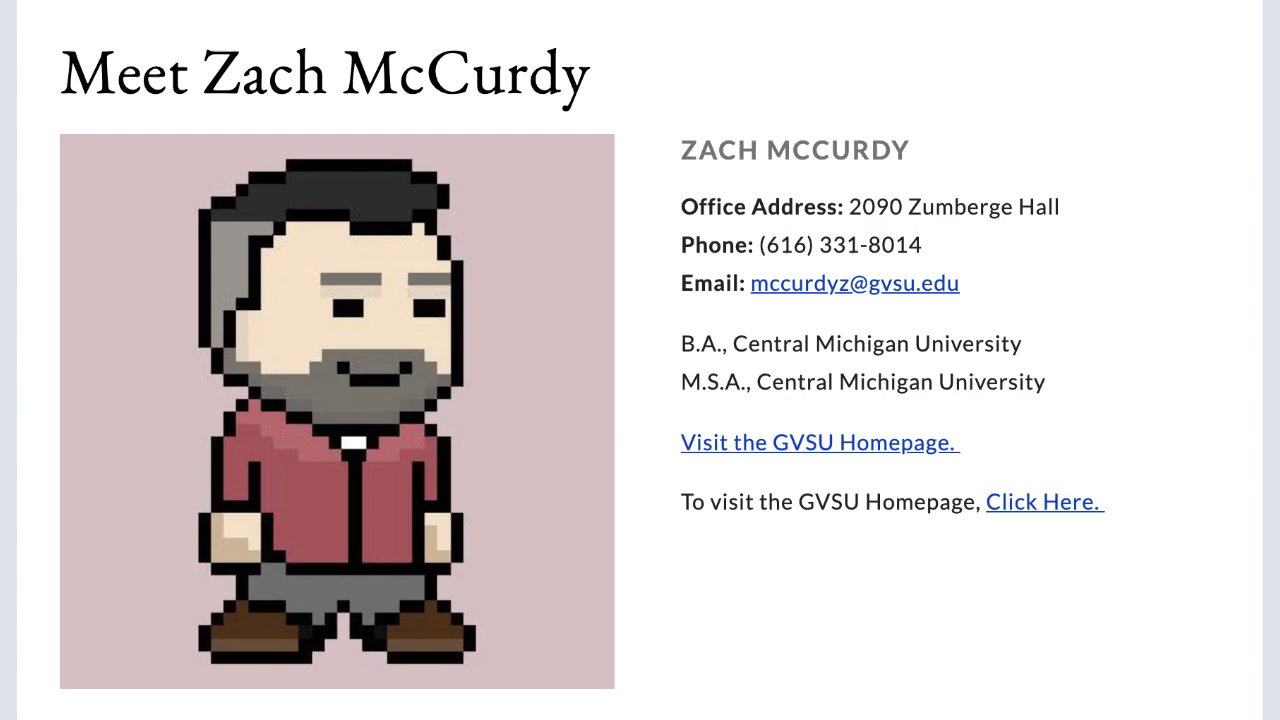 Meet Zach McCurdy
ZACH MCCURDY
Office Address: 2090 Zumberge Hall
Phone: (616) 331-8014
Email: mccurdyz@gvsu.edu
B.A., Central Michigan University
M.S.A., Central Michigan University
Visit the GVSU Homepage.
To visit the GVSU Homepage, Click Here.